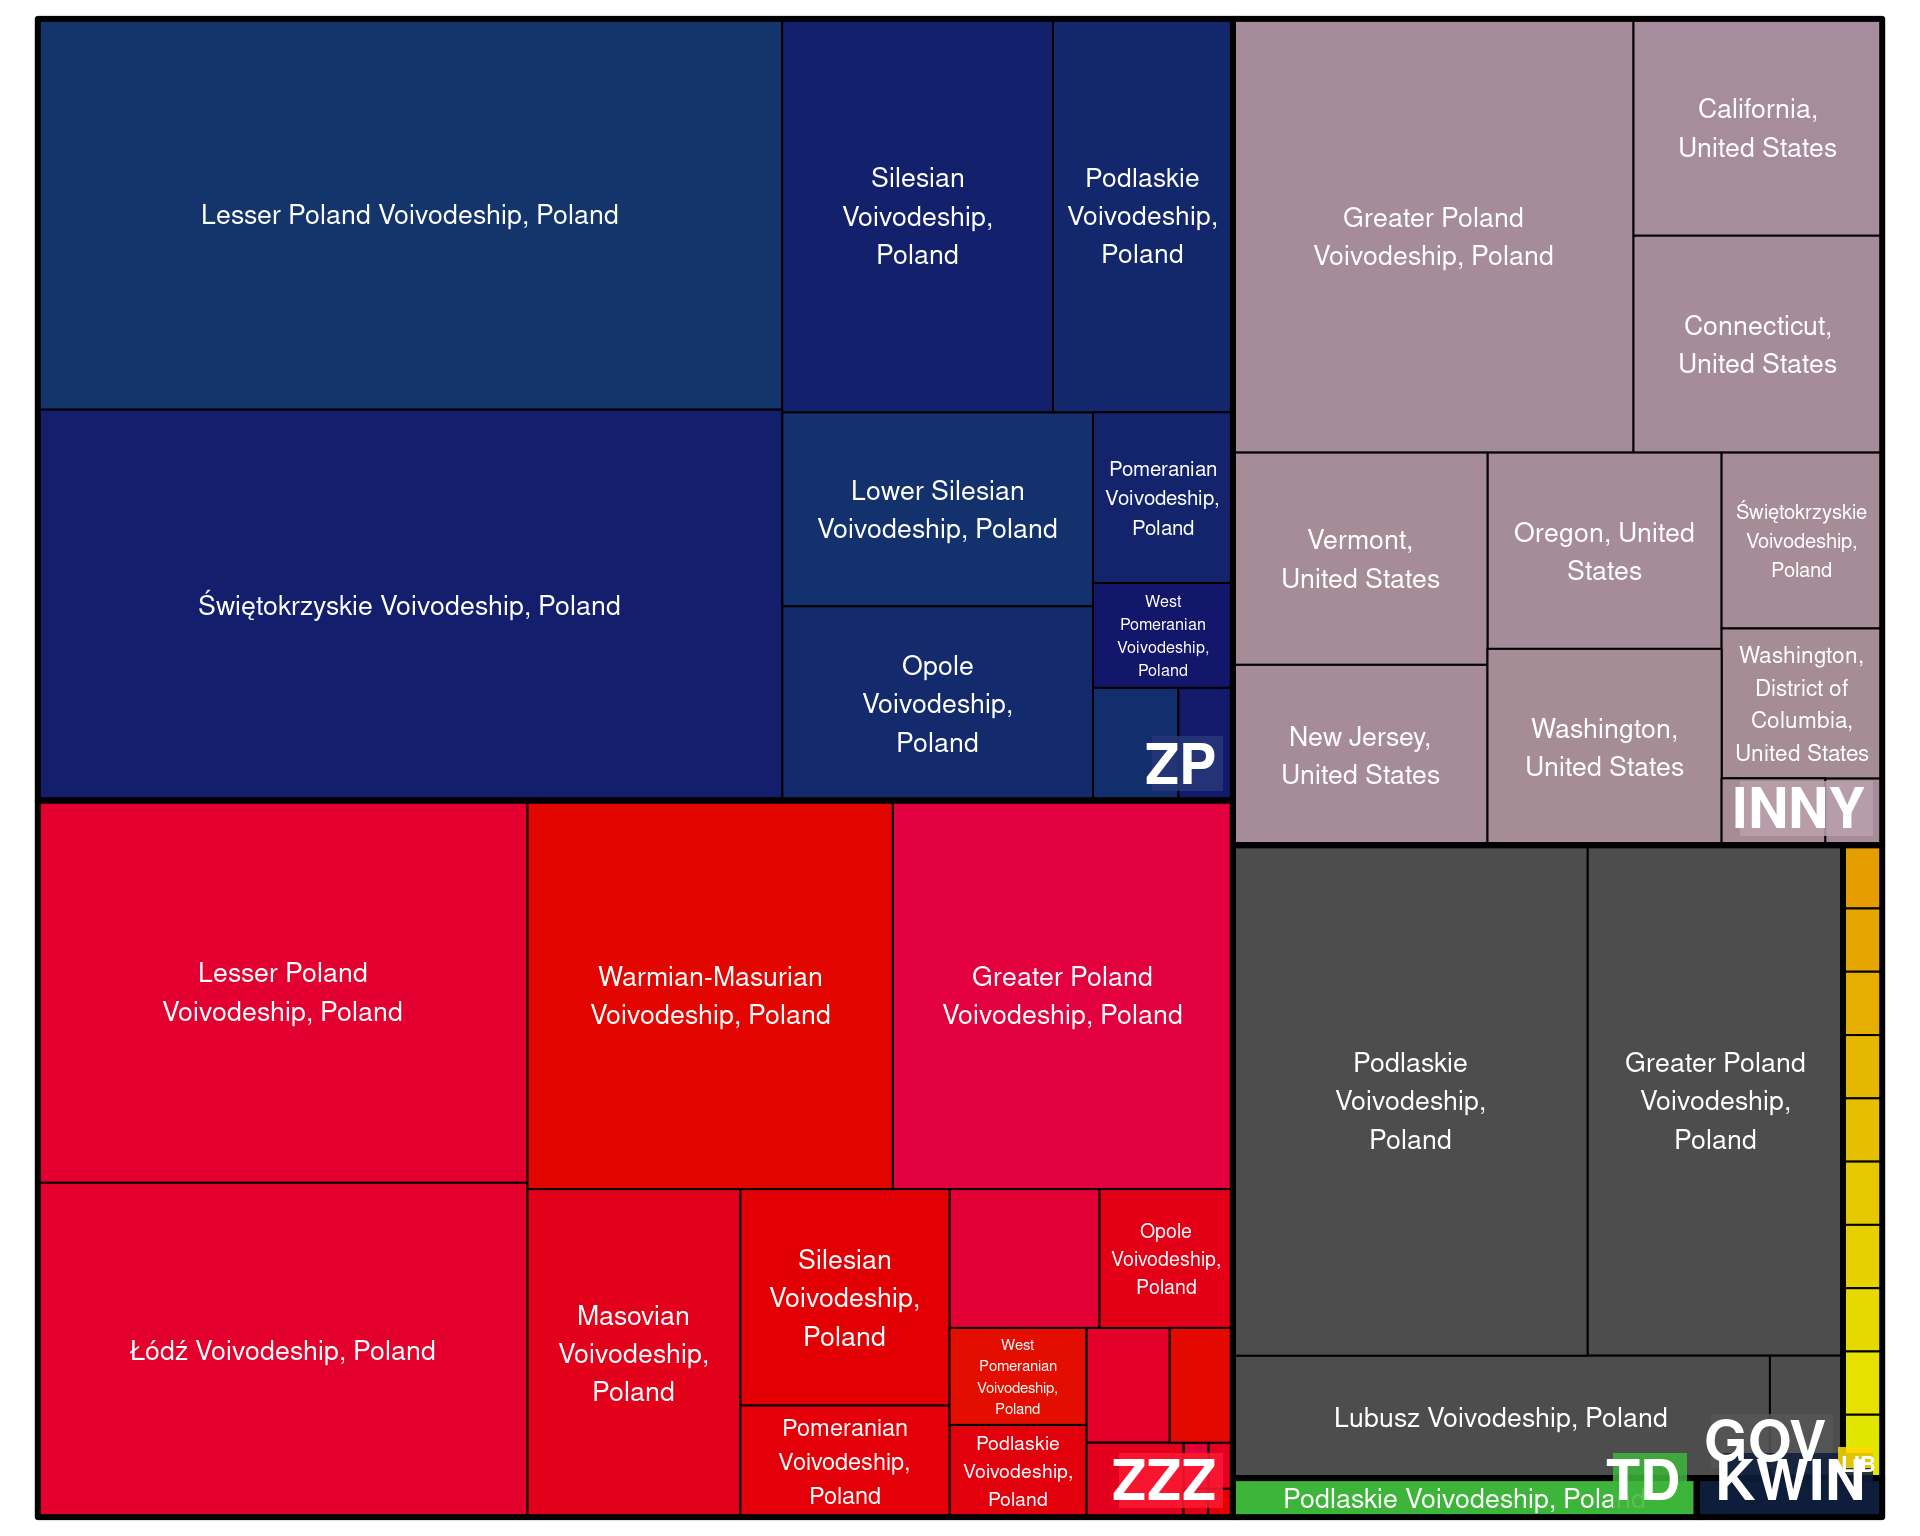 Lesser Poland Voivodeship, Poland
Silesian
Voivodeship,
Poland
Podlaskie
Voivodeship,
Poland
Świętokrzyskie Voivodeship, Poland
Lower Silesian
Voivodeship, Poland
Pomeranian
Voivodeship,
Poland
West
Pomeranian
Voivodeship,
Poland
Opole
Voivodeship,
Poland
ZP
Greater Poland
Voivodeship, Poland
California,
United States
Connecticut,
United States
Vermont,
United States
Oregon, United
States
Świętokrzyskie
Voivodeship,
Poland
New Jersey,
United States
Washington,
United States
Washington,
District of
Columbia,
United States
INNY
Lesser Poland
Voivodeship, Poland
Warmian-Masurian
Voivodeship, Poland
Greater Poland
Voivodeship, Poland
Łódź Voivodeship, Poland
Masovian
Voivodeship,
Poland
Silesian
Voivodeship,
Poland
Opole
Voivodeship,
Poland
West
Pomeranian
Voivodeship,
Poland
Pomeranian
Voivodeship,
Poland
Podlaskie
Voivodeship,
Poland
ZZZ
Podlaskie
Voivodeship,
Poland
Greater Poland
Voivodeship,
Poland
Lubusz Voivodeship, Poland
GOV
LIB
Podlaskie Voivodeship, Poland
TD
KWIN